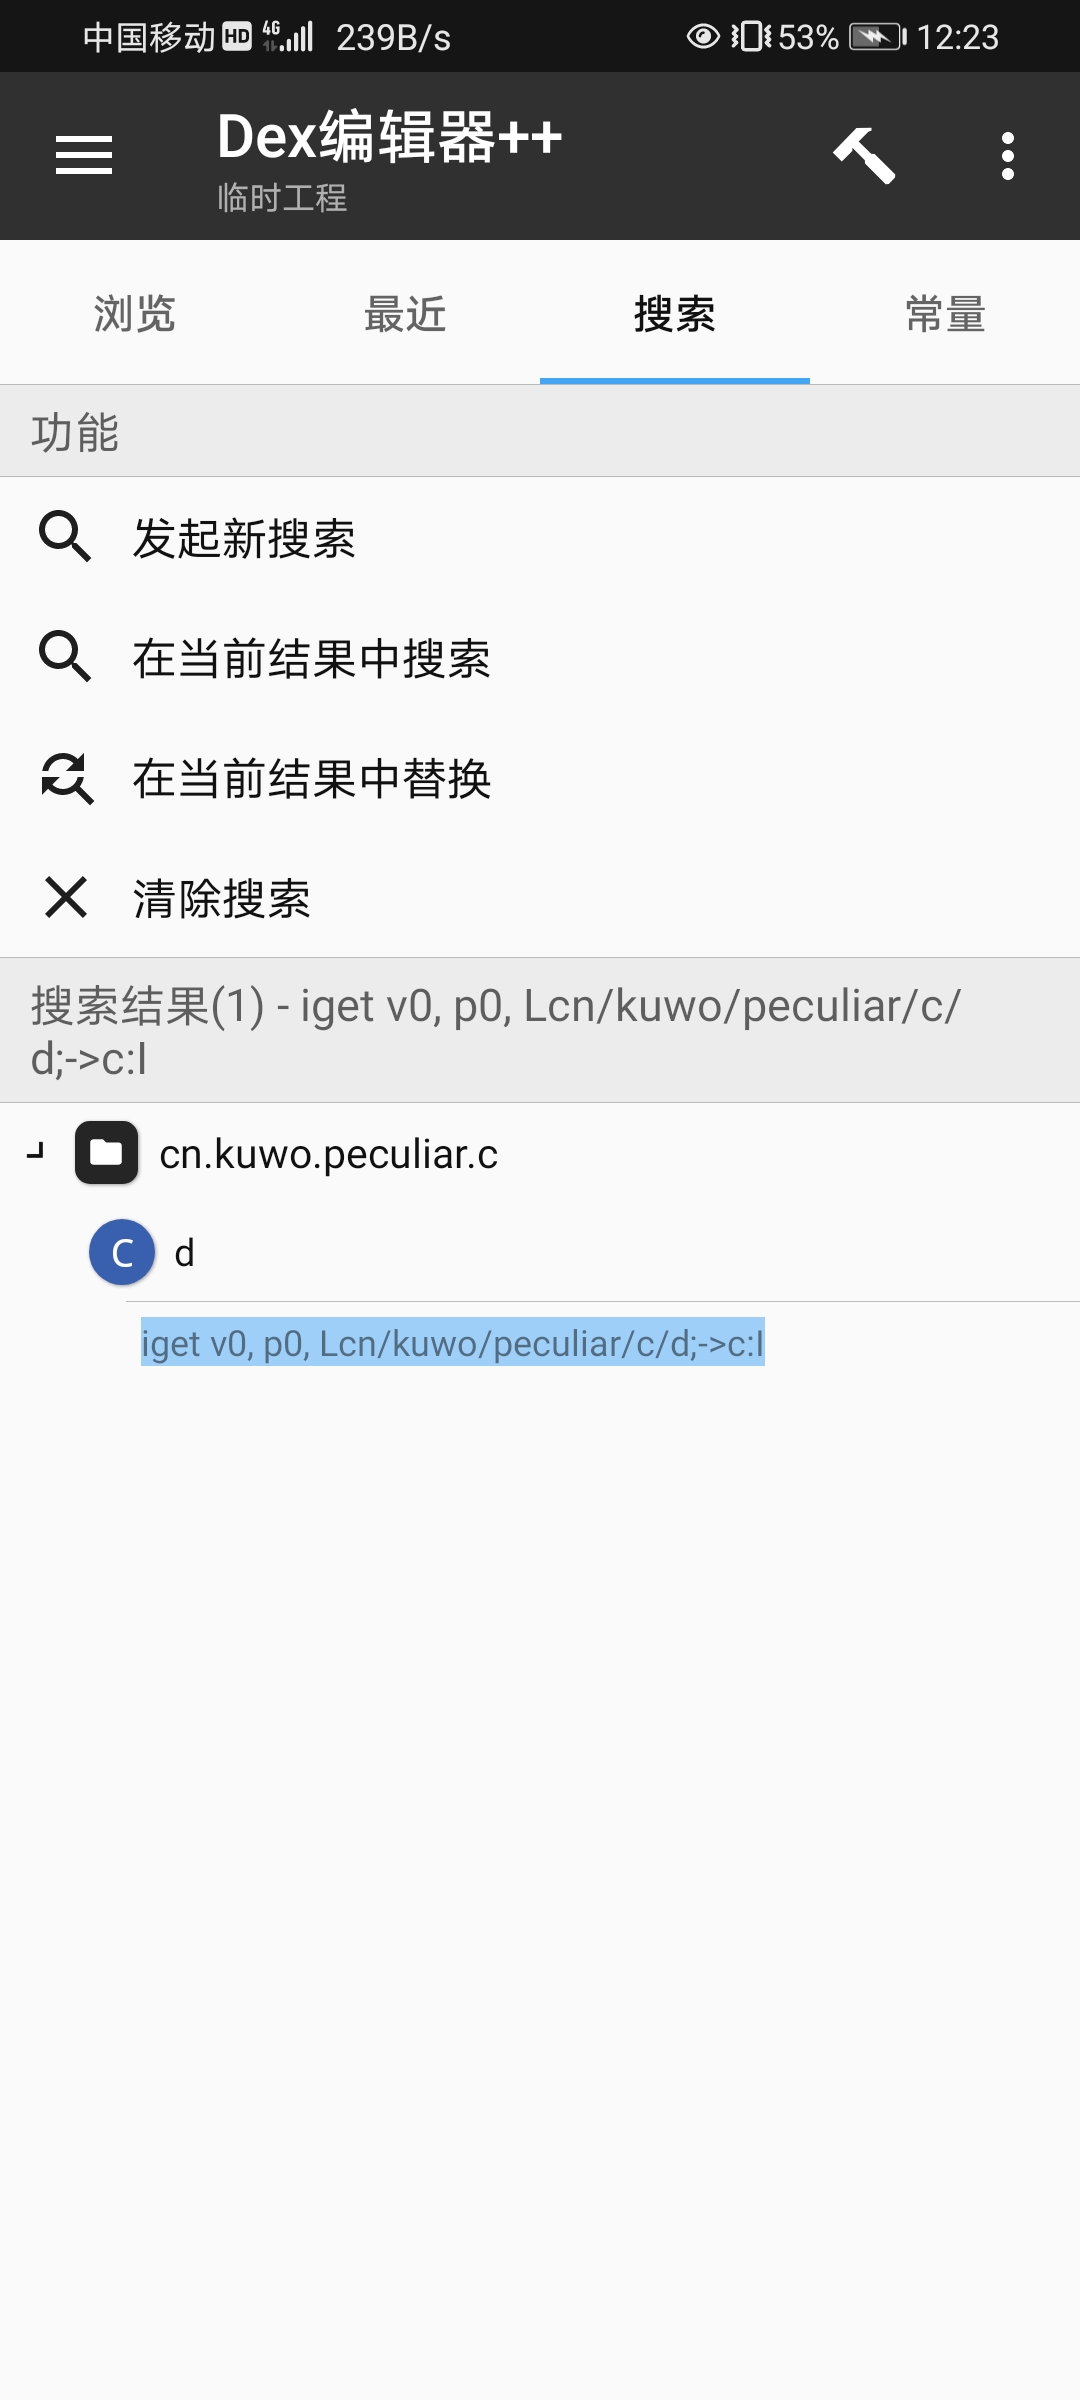 中国移动 HD 4G 239B/s 53% 12:23
Dex编辑器++
临时工程
浏览 最近 搜索 常量
功能
发起新搜索
在当前结果中搜索
在当前结果中替换
清除搜索
搜索结果(1) - iget v0, p0, Lcn/kuwo/peculiar/c/
d;->c:I
cn.kuwo.peculiar.c
C d
iget v0, p0, Lcn/kuwo/peculiar/c/d;->c:I